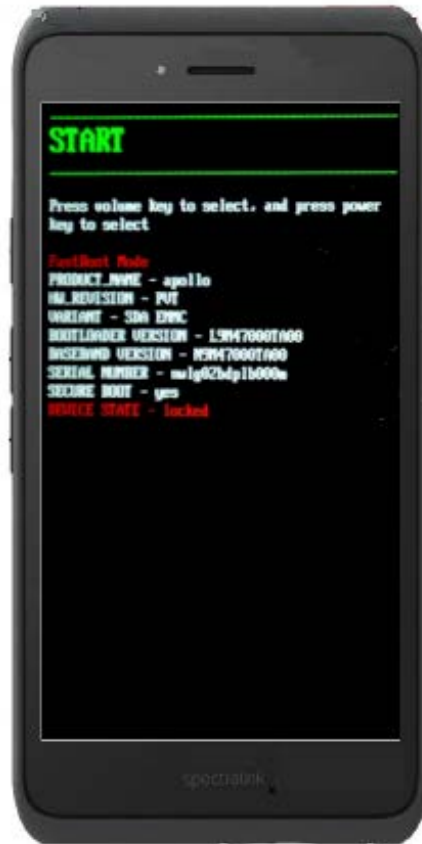 START
Press volume key to select, and press power
key to select
FastBoot Mode
PRODUCT_NAME - apollo
HW_REVISION - PVT
VARIANT - SDA EMMC
BOOTLOADER VERSION - L9M47000TA00
BASEBAND VERSION - M9M47000TA00
SERIAL NUMBER -
SECURE BOOT - yes
DEVICE STATE - locked
spectralink